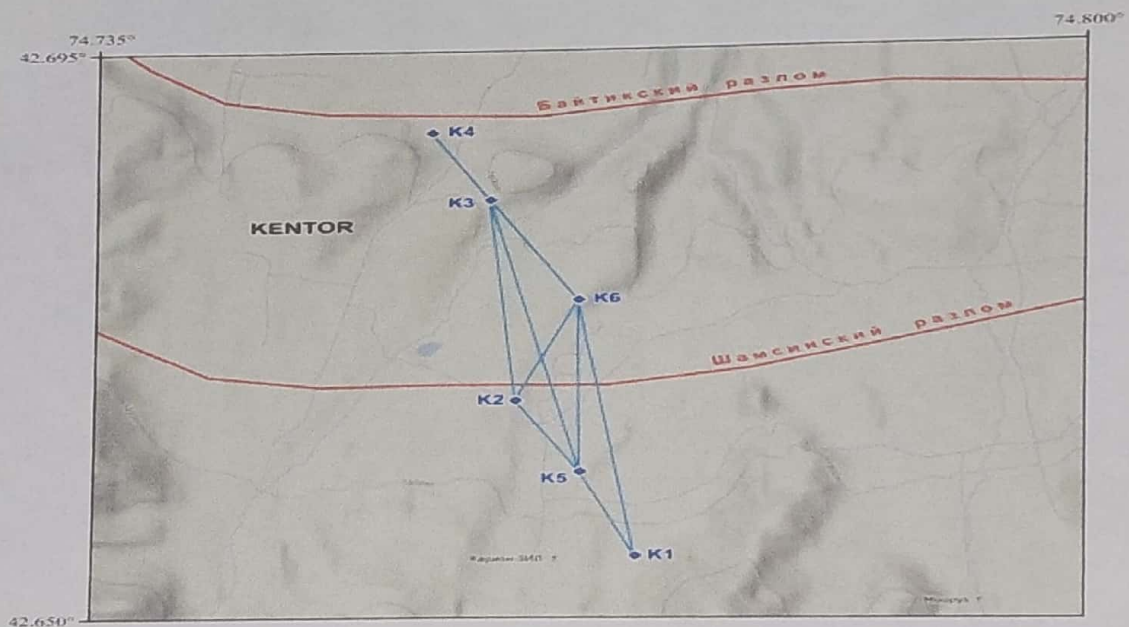 74.735°
74.800°
42.695°
Байтикский разлом
K4
K3
KENTOR
K6
Шамсинский разлом
K2
K5
K1
42.650°